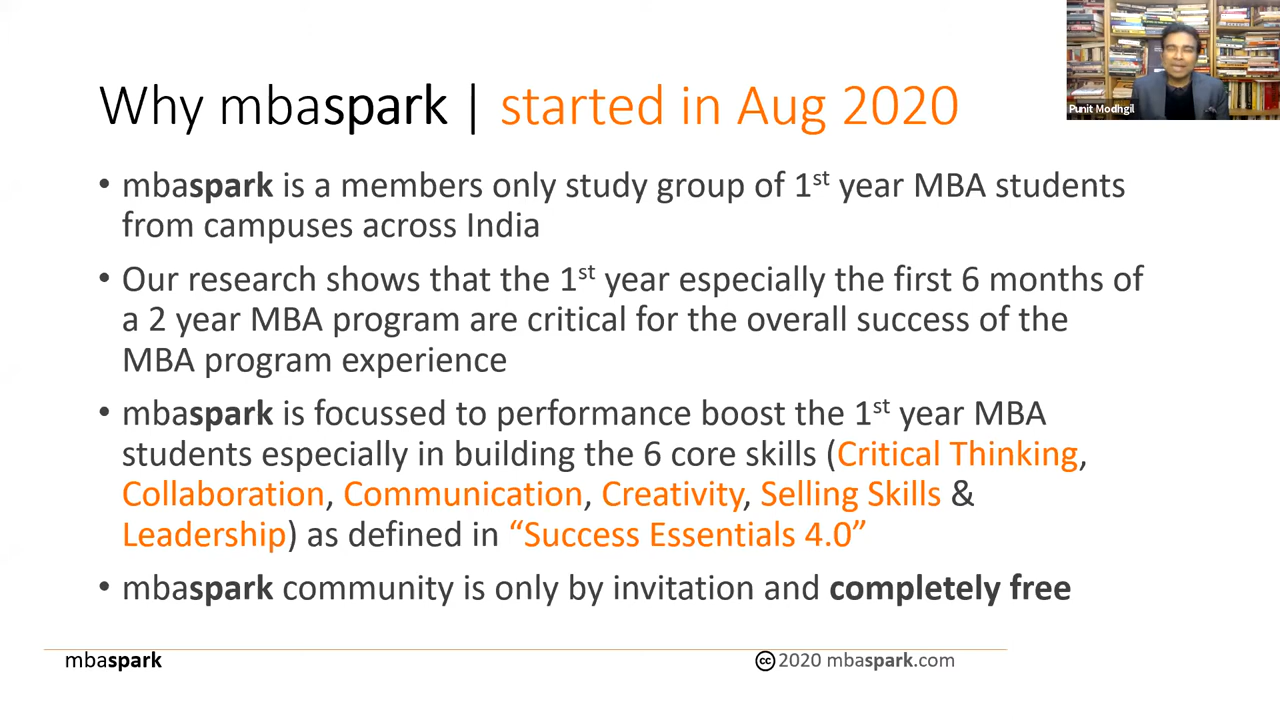 Punit Modhgil
Why mbaspark | started in Aug 2020
• mbaspark is a members only study group of 1st year MBA students
from campuses across India
• Our research shows that the 1st year especially the first 6 months of
a 2 year MBA program are critical for the overall success of the
MBA program experience
• mbaspark is focussed to performance boost the 1st year MBA
students especially in building the 6 core skills (Critical Thinking,
Collaboration, Communication, Creativity, Selling Skills &
Leadership) as defined in “Success Essentials 4.0”
• mbaspark community is only by invitation and completely free
mbaspark
cc 2020 mbaspark.com